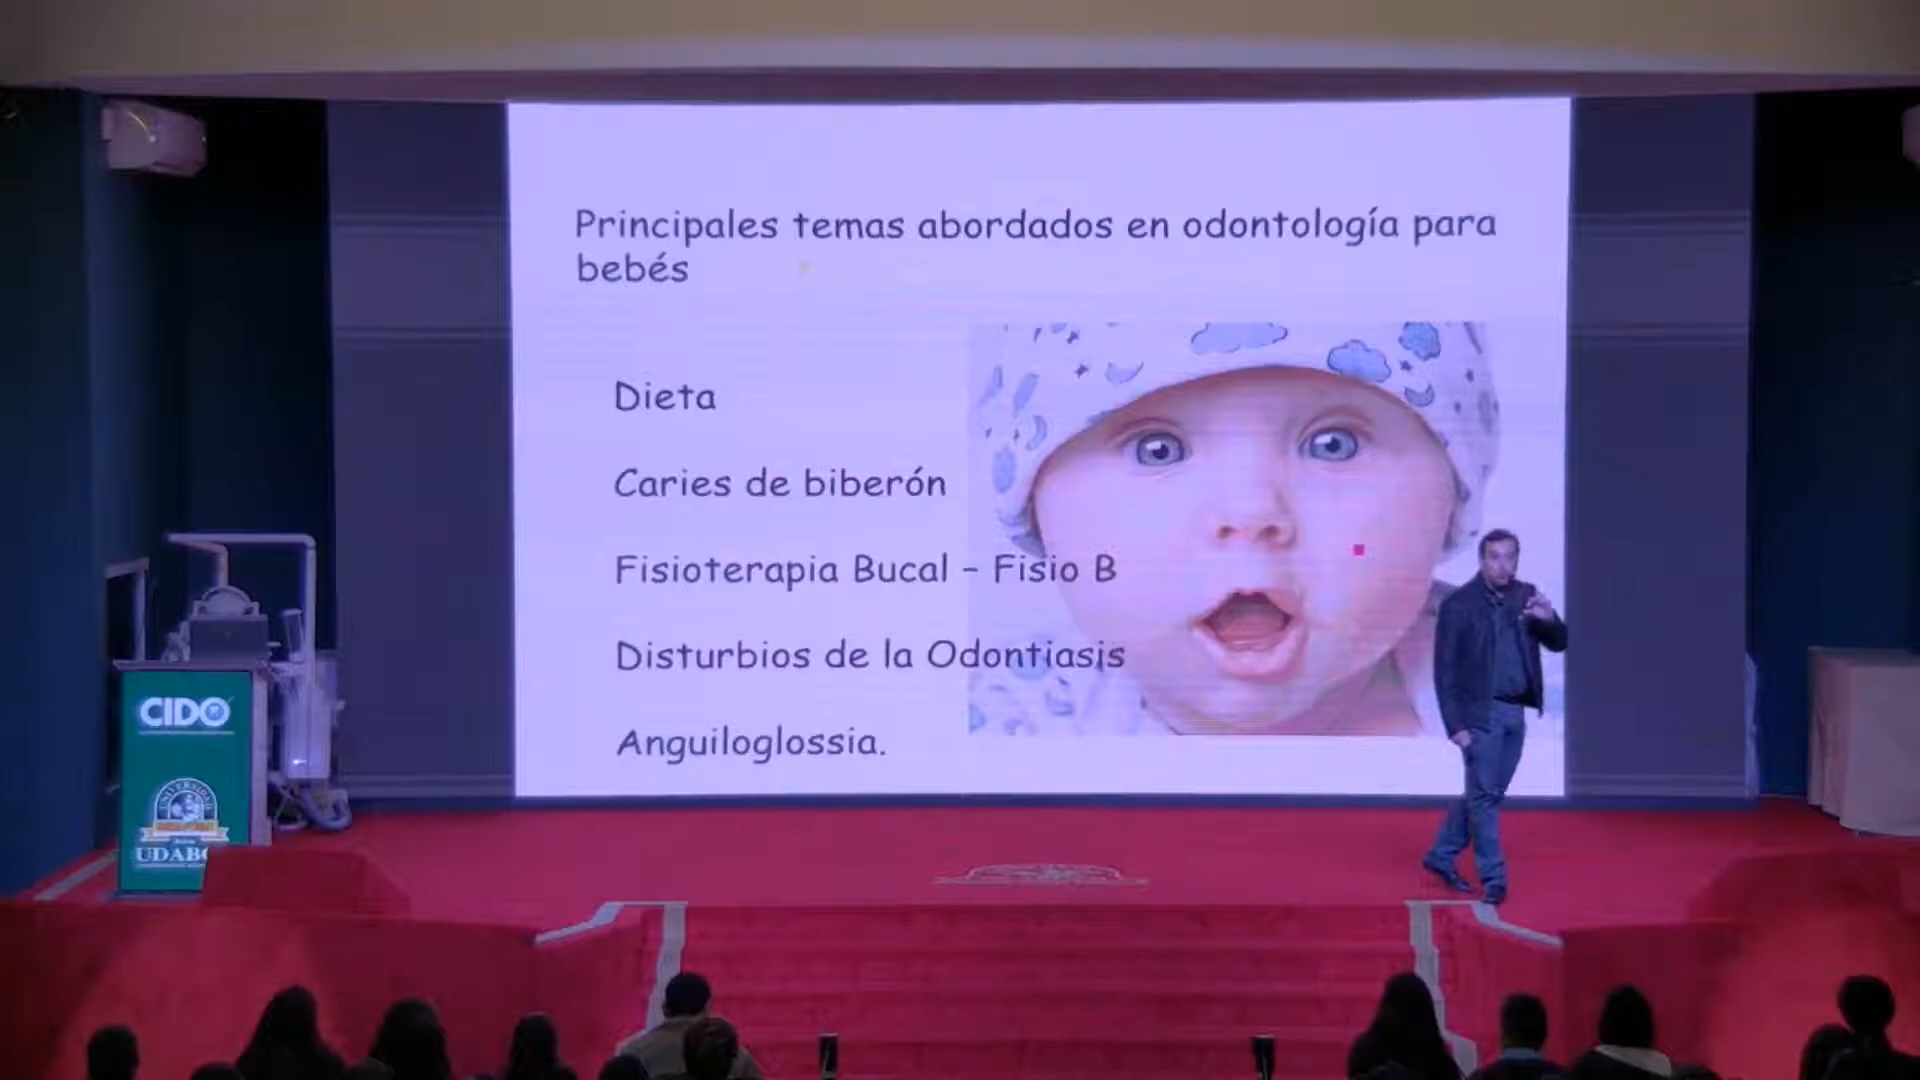 Principales temas abordados en odontología para
bebés
Dieta
Caries de biberón
Fisioterapia Bucal – Fisio B
Disturbios de la Odontiasis
Anguiloglossia.
CIDO
UNIVERSIDAD